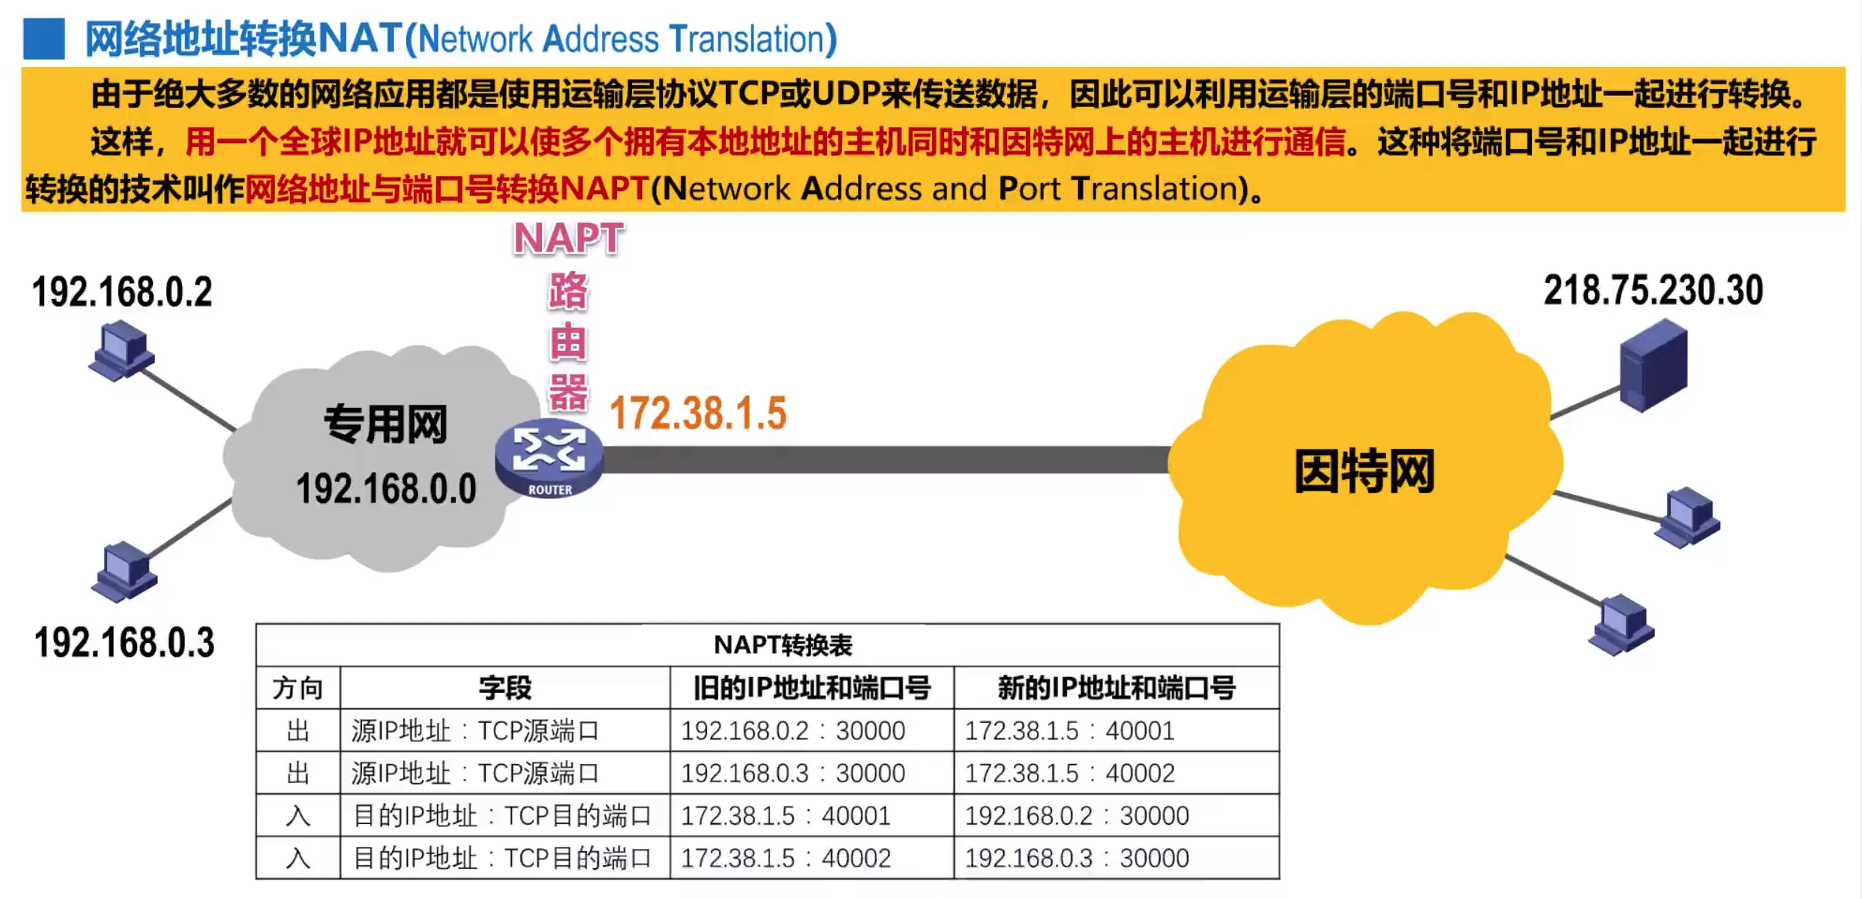 网络地址转换NAT(Network Address Translation)
由于绝大多数的网络应用都是使用运输层协议TCP或UDP来传送数据，因此可以利用运输层的端口号和IP地址一起进行转换。
这样，用一个全球IP地址就可以使多个拥有本地地址的主机同时和因特网上的主机进行通信。这种将端口号和IP地址一起进行
转换的技术叫作网络地址与端口号转换NAPT(Network Address and Port Translation)。
NAPT
路
由
器
192.168.0.2
218.75.230.30
172.38.1.5
专用网
192.168.0.0
ROUTER
因特网
192.168.0.3
NAPT转换表
方向 字段 旧的IP地址和端口号 新的IP地址和端口号
出 源IP地址：TCP源端口 192.168.0.2：30000 172.38.1.5：40001
出 源IP地址：TCP源端口 192.168.0.3：30000 172.38.1.5：40002
入 目的IP地址：TCP目的端口 172.38.1.5：40001 192.168.0.2：30000
入 目的IP地址：TCP目的端口 172.38.1.5：40002 192.168.0.3：30000